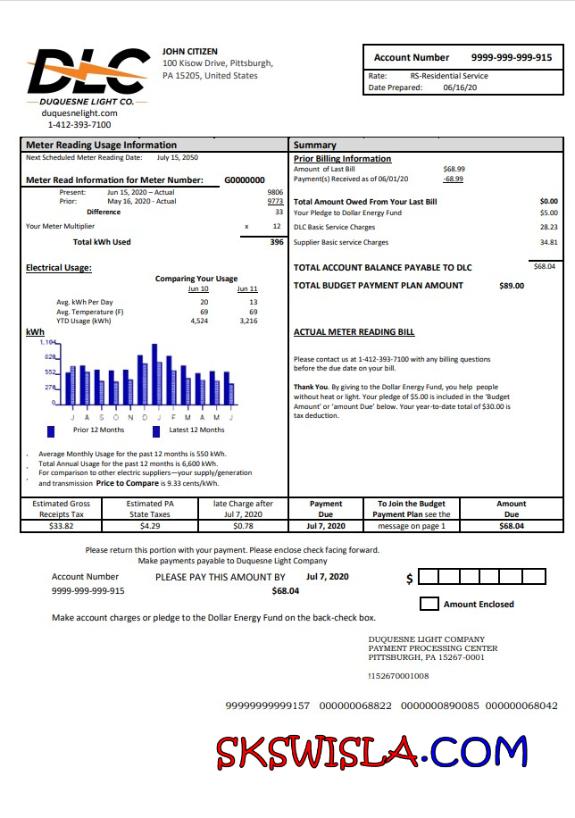 DLC
DUQUESNE LIGHT CO.
duquesnelight.com
1-412-393-7100
JOHN CITIZEN
100 Kisow Drive, Pittsburgh,
PA 15205, United States
Account Number 9999-999-999-915
Rate: RS-Residential Service
Date Prepared: 06/16/20
Meter Reading Usage Information
Next Scheduled Meter Reading Date: July 15, 2050
Meter Read Information for Meter Number: G0000000
Present: Jun 15, 2020 – Actual 9806
Prior: May 16, 2020 - Actual 9773
Difference 33
Your Meter Multiplier x 12
Total kWh Used 396
Electrical Usage:
Comparing Your Usage
Jun 10 Jun 11
Avg. kWh Per Day 20 13
Avg. Temperature (F) 69 69
YTD Usage (kWh) 4,524 3,216
kWh
1,104
828
552
276
0
J A S O N D J F M A M J
Prior 12 Months Latest 12 Months
. Average Monthly Usage for the past 12 months is 550 kWh.
. Total Annual Usage for the past 12 months is 6,600 kWh.
. For comparison to other electric suppliers—your supply/generation
. and transmission Price to Compare is 9.33 cents/kWh.
Summary
Prior Billing Information
Amount of Last Bill $68.99
Payment(s) Received as of 06/01/20 -68.99
Total Amount Owed From Your Last Bill $0.00
Your Pledge to Dollar Energy Fund $5.00
DLC Basic Service Charges 28.23
Supplier Basic service Charges 34.81
TOTAL ACCOUNT BALANCE PAYABLE TO DLC $68.04
TOTAL BUDGET PAYMENT PLAN AMOUNT $89.00
ACTUAL METER READING BILL
Please contact us at 1-412-393-7100 with any billing questions
before the due date on your bill.
Thank You. By giving to the Dollar Energy Fund, you help people
without heat or light. Your pledge of $5.00 is included in the 'Budget
Amount' or 'amount Due' below. Your year-to-date total of $30.00 is
tax deduction.
Estimated Gross Estimated PA late Charge after Payment To Join the Budget Amount
Receipts Tax State Taxes Jul 7, 2020 Due Payment Plan see the Due
$33.82 $4.29 $0.78 Jul 7, 2020 message on page 1 $68.04
Please return this portion with your payment. Please enclose check facing forward.
Make payments payable to Duquesne Light Company
Account Number PLEASE PAY THIS AMOUNT BY Jul 7, 2020 $
9999-999-999-915 $68.04
Amount Enclosed
Make account charges or pledge to the Dollar Energy Fund on the back-check box.
DUQUESNE LIGHT COMPANY
PAYMENT PROCESSING CENTER
PITTSBURGH, PA 15267-0001
!152670001008
99999999999157 000000068822 0000000890085 000000068042
SKSWISLA.COM